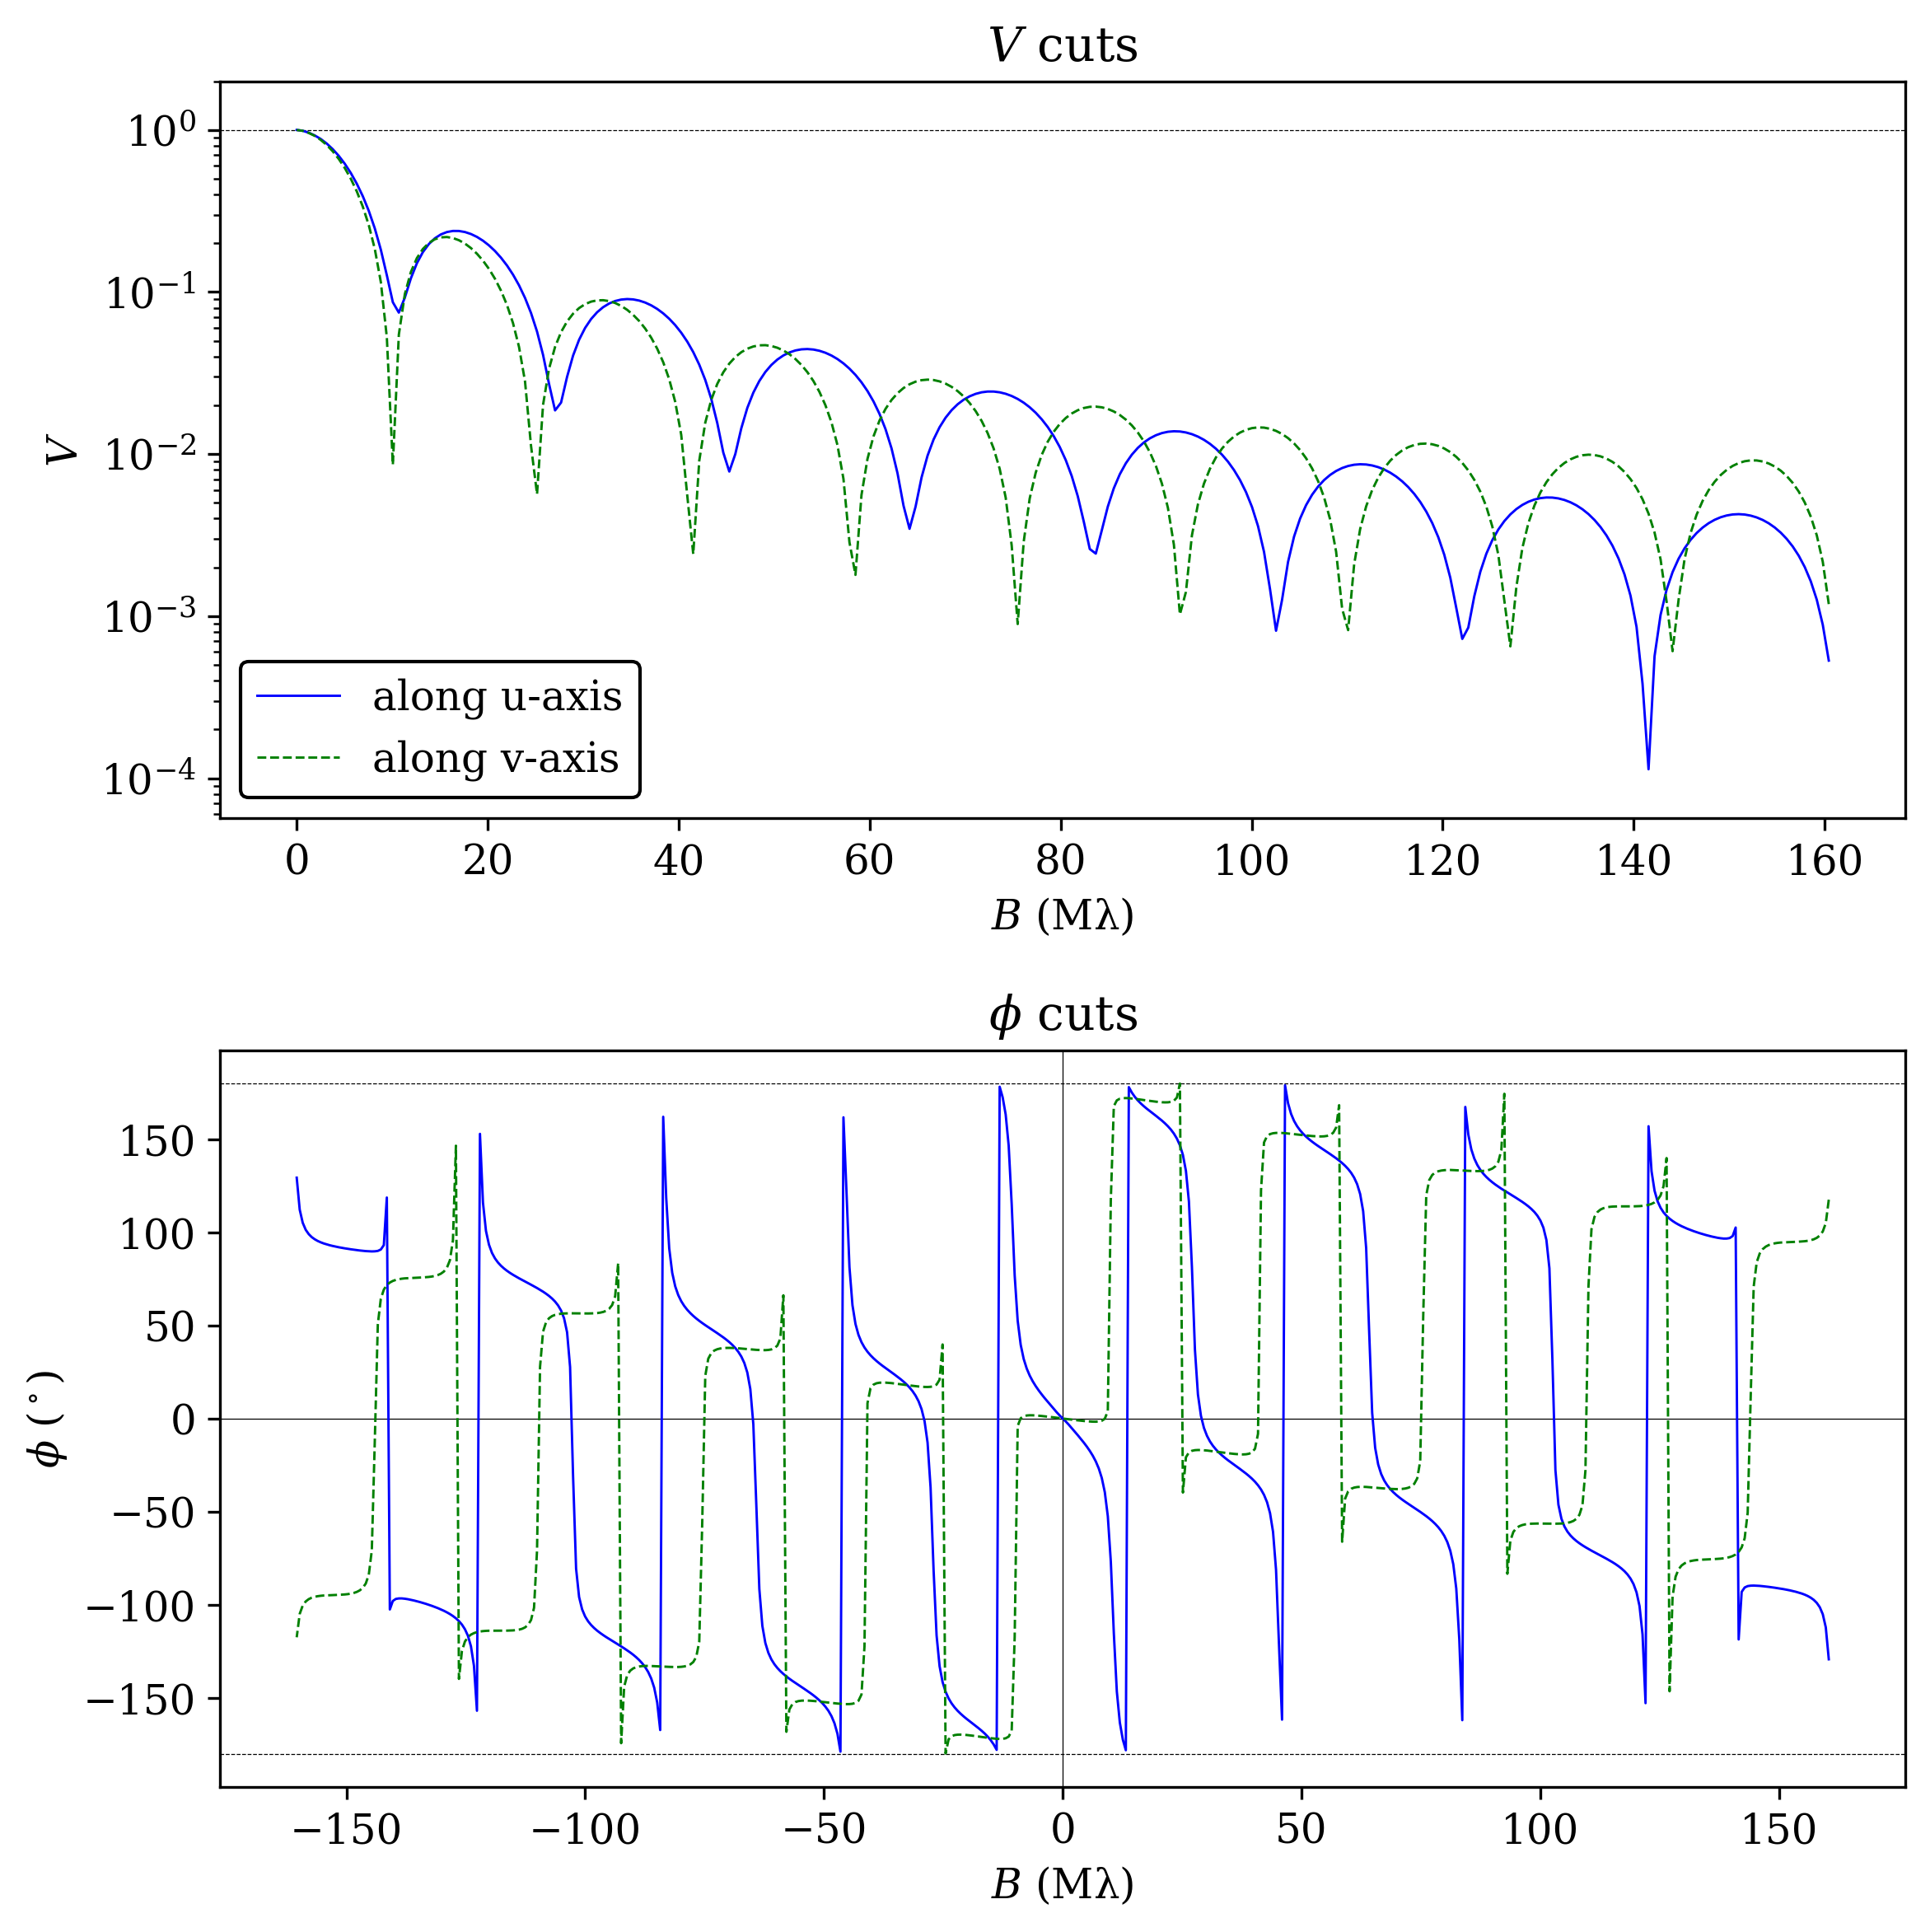 V cuts
10⁰
10⁻¹
10⁻²
10⁻³
10⁻⁴
V
along u-axis
along v-axis
0 20 40 60 80 100 120 140 160
B (Mλ)
ϕ cuts
150
100
50
0
−50
−100
−150
ϕ (°)
−150 −100 −50 0 50 100 150
B (Mλ)